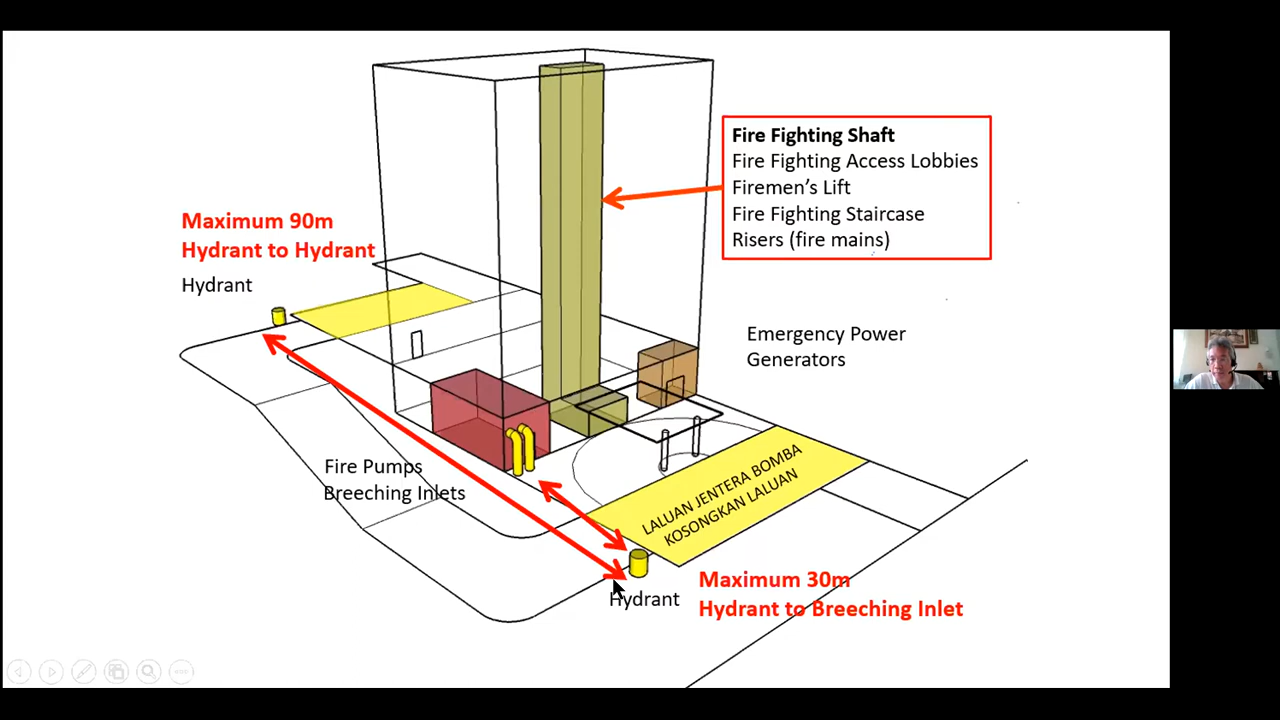 Fire Fighting Shaft
Fire Fighting Access Lobbies
Firemen's Lift
Fire Fighting Staircase
Risers (fire mains)
Maximum 90m
Hydrant to Hydrant
Hydrant
Emergency Power
Generators
Fire Pumps
Breeching Inlets
LALUAN JENTERA BOMBA
KOSONGKAN LALUAN
Hydrant
Maximum 30m
Hydrant to Breeching Inlet